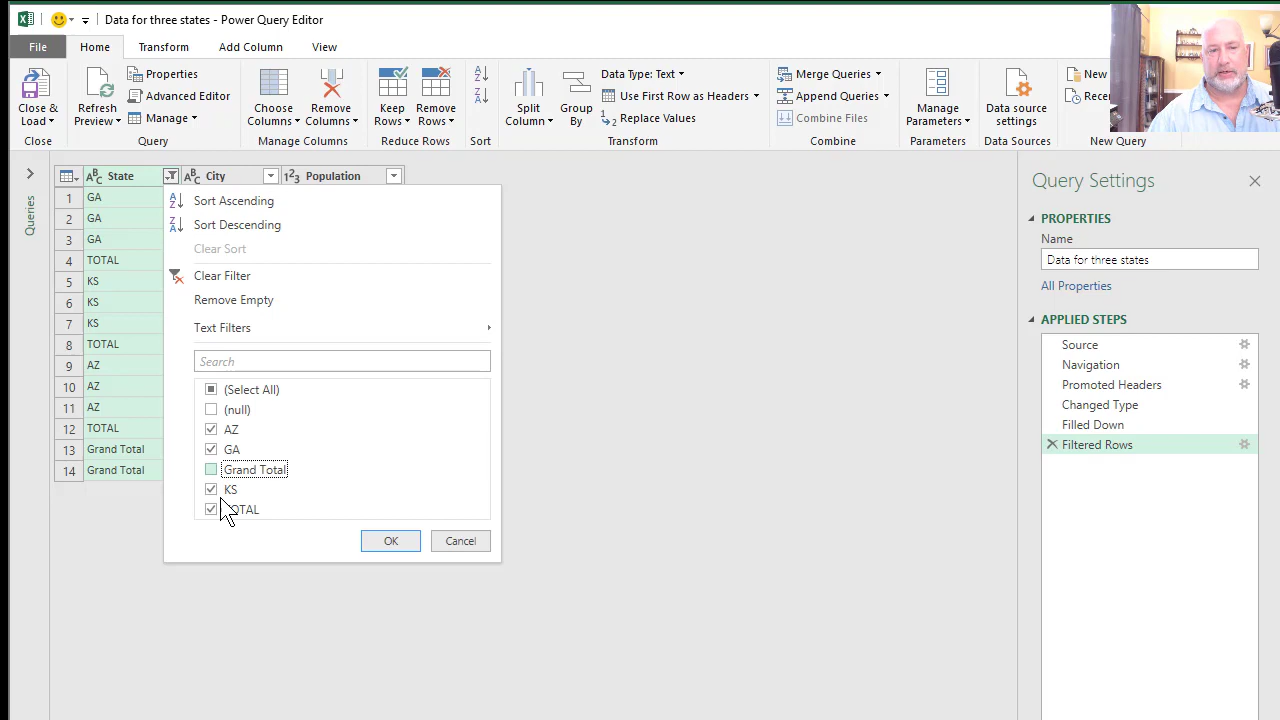 Data for three states - Power Query Editor
File Home Transform Add Column View
Close & Load
Close
Refresh Preview
Properties
Advanced Editor
Manage
Query
Choose Columns
Remove Columns
Manage Columns
Keep Rows
Remove Rows
Reduce Rows
Sort
Split Column
Group By
Data Type: Text
Use First Row as Headers
Replace Values
Transform
Merge Queries
Append Queries
Combine Files
Combine
Manage Parameters
Parameters
Data source settings
Data Sources
New
New Query
Queries
State City Population
1 GA
2 GA
3 GA
4 TOTAL
5 KS
6 KS
7 KS
8 TOTAL
9 AZ
10 AZ
11 AZ
12 TOTAL
13 Grand Total
14 Grand Total
Sort Ascending
Sort Descending
Clear Sort
Clear Filter
Remove Empty
Text Filters
Search
(Select All)
(null)
AZ
GA
Grand Total
KS
OK Cancel
Query Settings
PROPERTIES
Name
Data for three states
All Properties
APPLIED STEPS
Source
Navigation
Promoted Headers
Changed Type
Filled Down
Filtered Rows